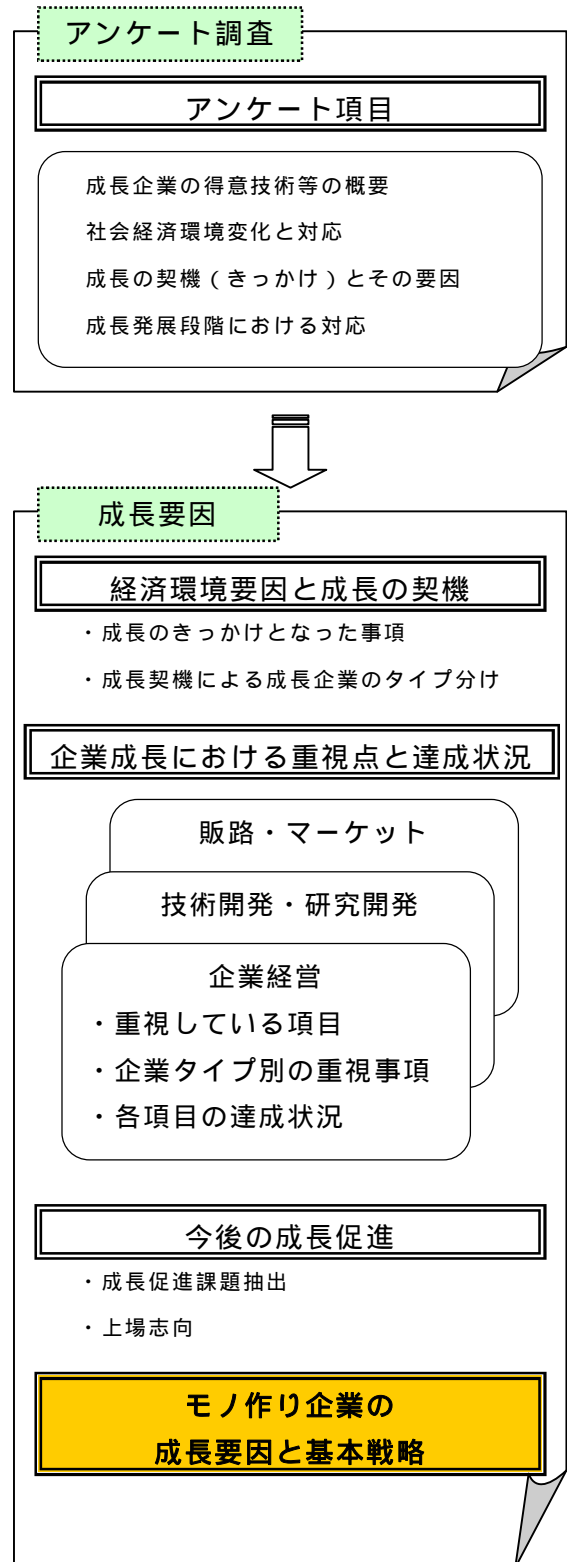 アンケート調査
アンケート項目
成長企業の得意技術等の概要
社会経済環境変化と対応
成長の契機（きっかけ）とその要因
成長発展段階における対応
成長要因
経済環境要因と成長の契機
・成長のきっかけとなった事項
・成長契機による成長企業のタイプ分け
企業成長における重視点と達成状況
販路・マーケット
技術開発・研究開発
企業経営
・重視している項目
・企業タイプ別の重視事項
・各項目の達成状況
今後の成長促進
・成長促進課題抽出
・上場志向
モノ作り企業の
成長要因と基本戦略